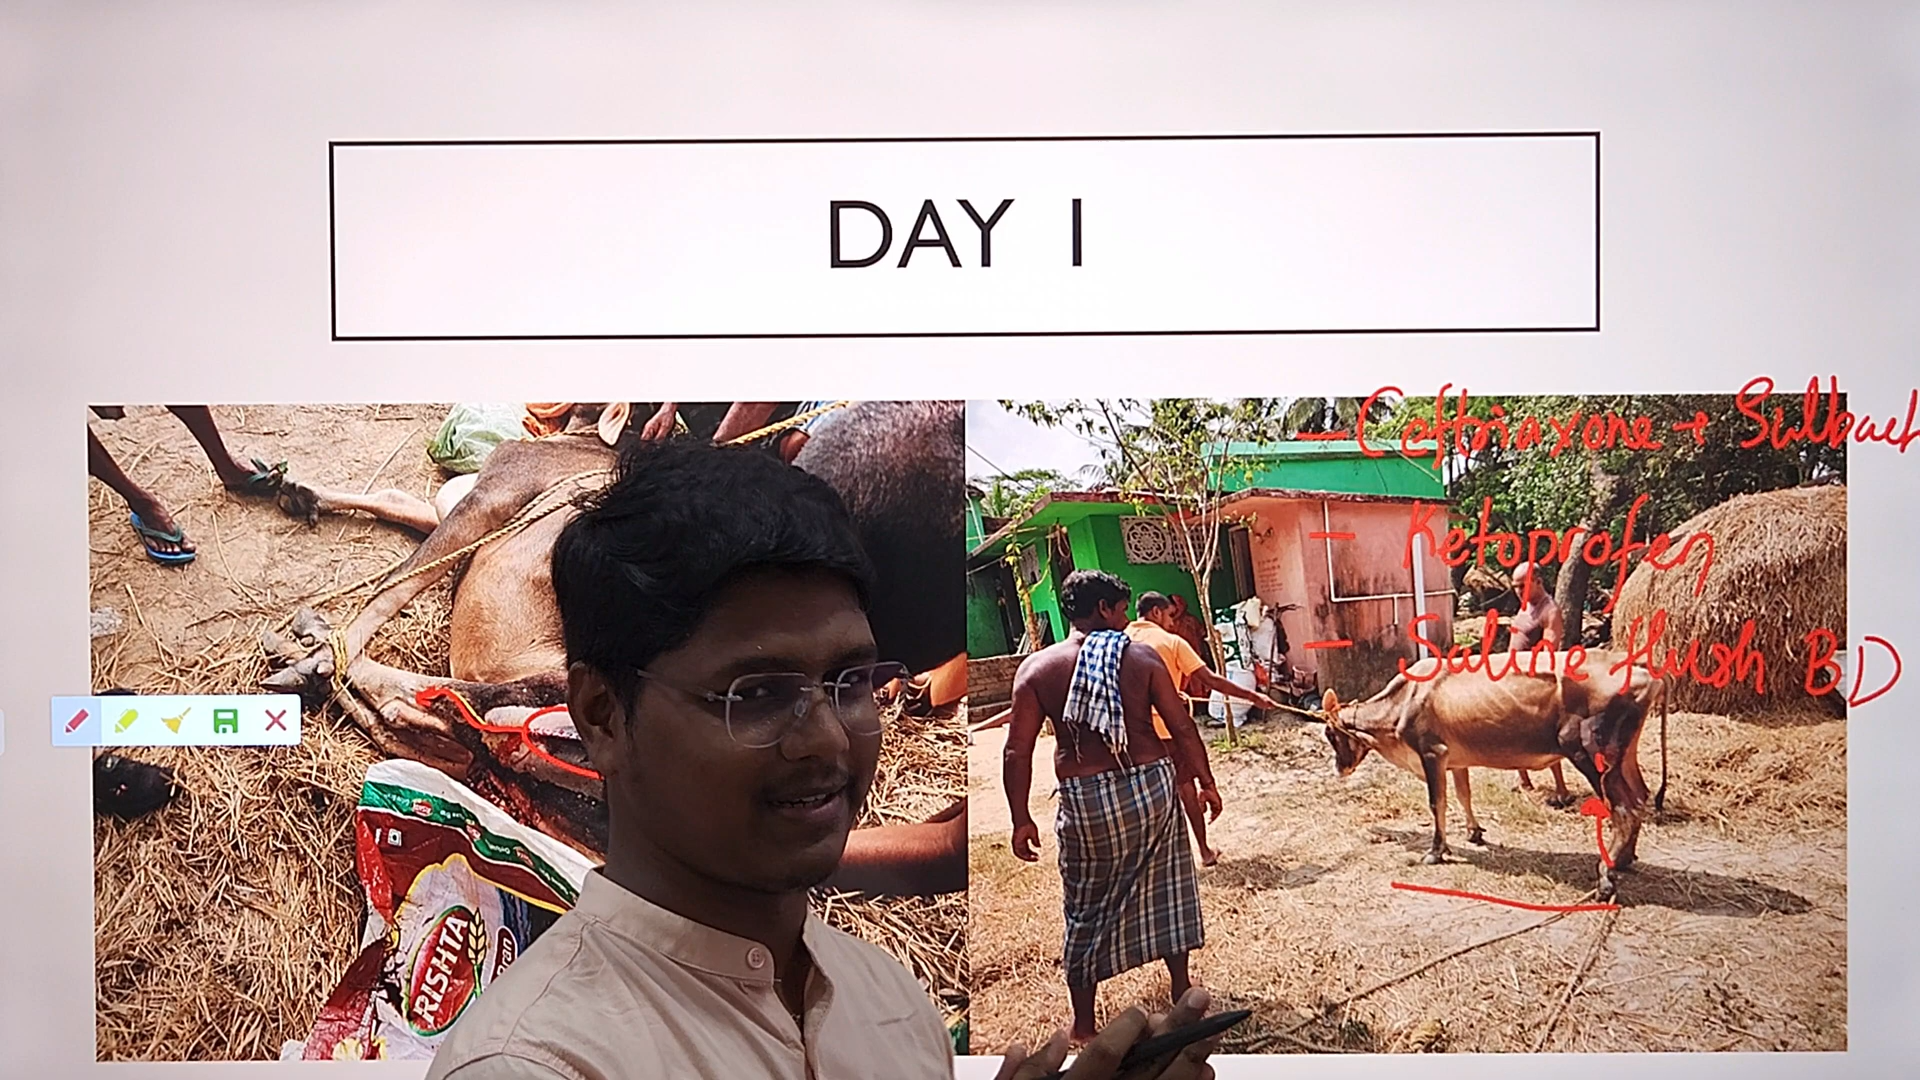 DAY 1
- Ceftriaxone + Sulbact
- Ketoprofen
- Saline flush BD
RISHTA